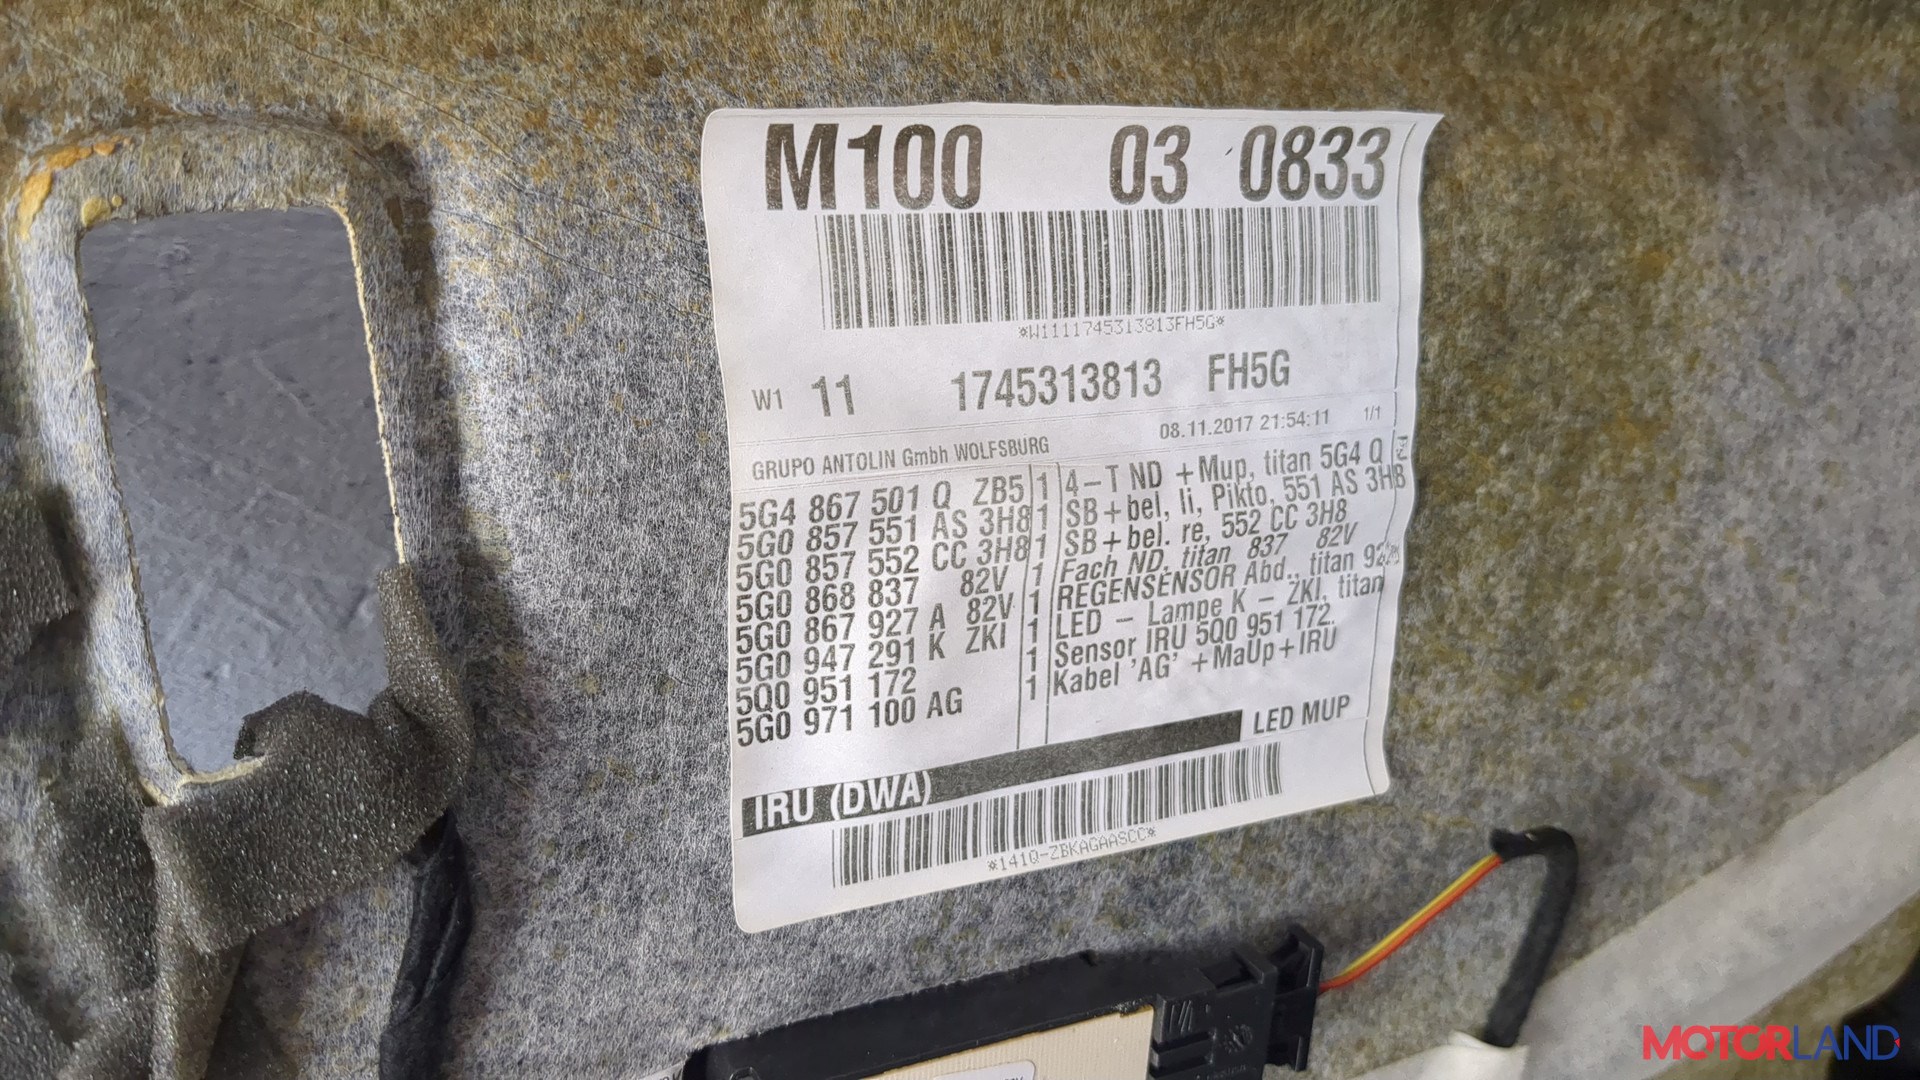 M100 03 0833
*W1111745313813FH5G*
W1 11 1745313813 FH5G
GRUPO ANTOLIN Gmbh WOLFSBURG 08.11.2017 21:54:11 1/1
5G4 867 501 Q ZB5 1 4-T ND +Mup, titan 5G4 Q
5G0 857 551 AS 3H8 1 SB+bel, li, Pikto, 551 AS 3H8
5G0 857 552 CC 3H8 1 SB+bel. re, 552 CC 3H8
5G0 868 837 82V 1 Fach ND, titan 837 82V
5G0 867 927 A 82V 1 REGENSENSOR Abd., titan
5G0 947 291 K ZKI 1 LED - Lampe K - ZKI, titan
5Q0 951 172 1 Sensor IRU 5Q0 951 172.
5G0 971 100 AG 1 Kabel 'AG' +MaUp+IRU
IRU (DWA) LED MUP
*141Q-ZBKAGAASCC*
MOTORLAND